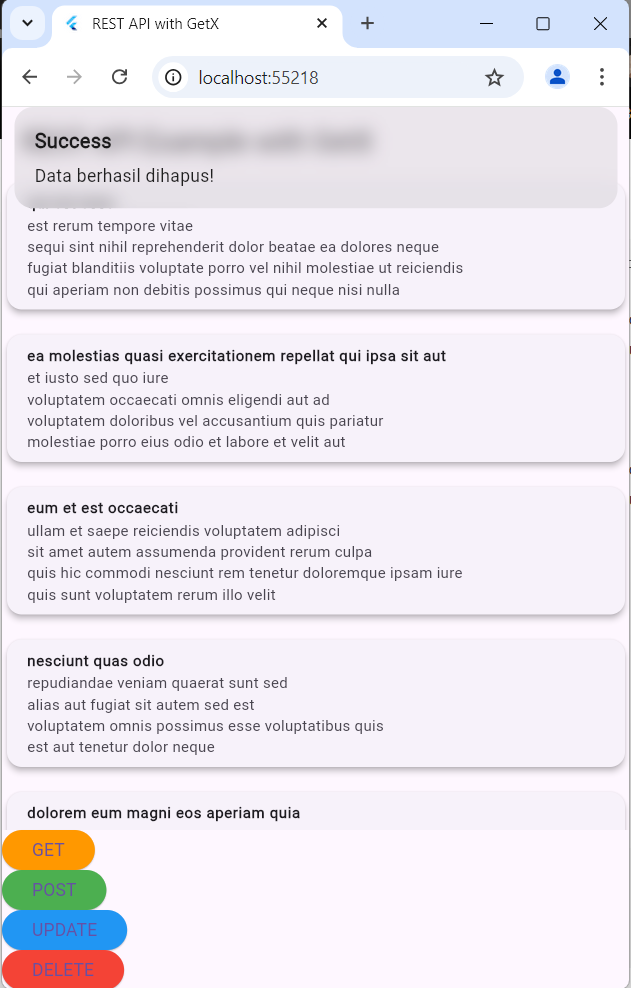 REST API with GetX
localhost:55218
Success
Data berhasil dihapus!
est rerum tempore vitae
sequi sint nihil reprehenderit dolor beatae ea dolores neque
fugiat blanditiis voluptate porro vel nihil molestiae ut reiciendis
qui aperiam non debitis possimus qui neque nisi nulla
ea molestias quasi exercitationem repellat qui ipsa sit aut
et iusto sed quo iure
voluptatem occaecati omnis eligendi aut ad
voluptatem doloribus vel accusantium quis pariatur
molestiae porro eius odio et labore et velit aut
eum et est occaecati
ullam et saepe reiciendis voluptatem adipisci
sit amet autem assumenda provident rerum culpa
quis hic commodi nesciunt rem tenetur doloremque ipsam iure
quis sunt voluptatem rerum illo velit
nesciunt quas odio
repudiandae veniam quaerat sunt sed
alias aut fugiat sit autem sed est
voluptatem omnis possimus esse voluptatibus quis
est aut tenetur dolor neque
dolorem eum magni eos aperiam quia
GET
POST
UPDATE
DELETE